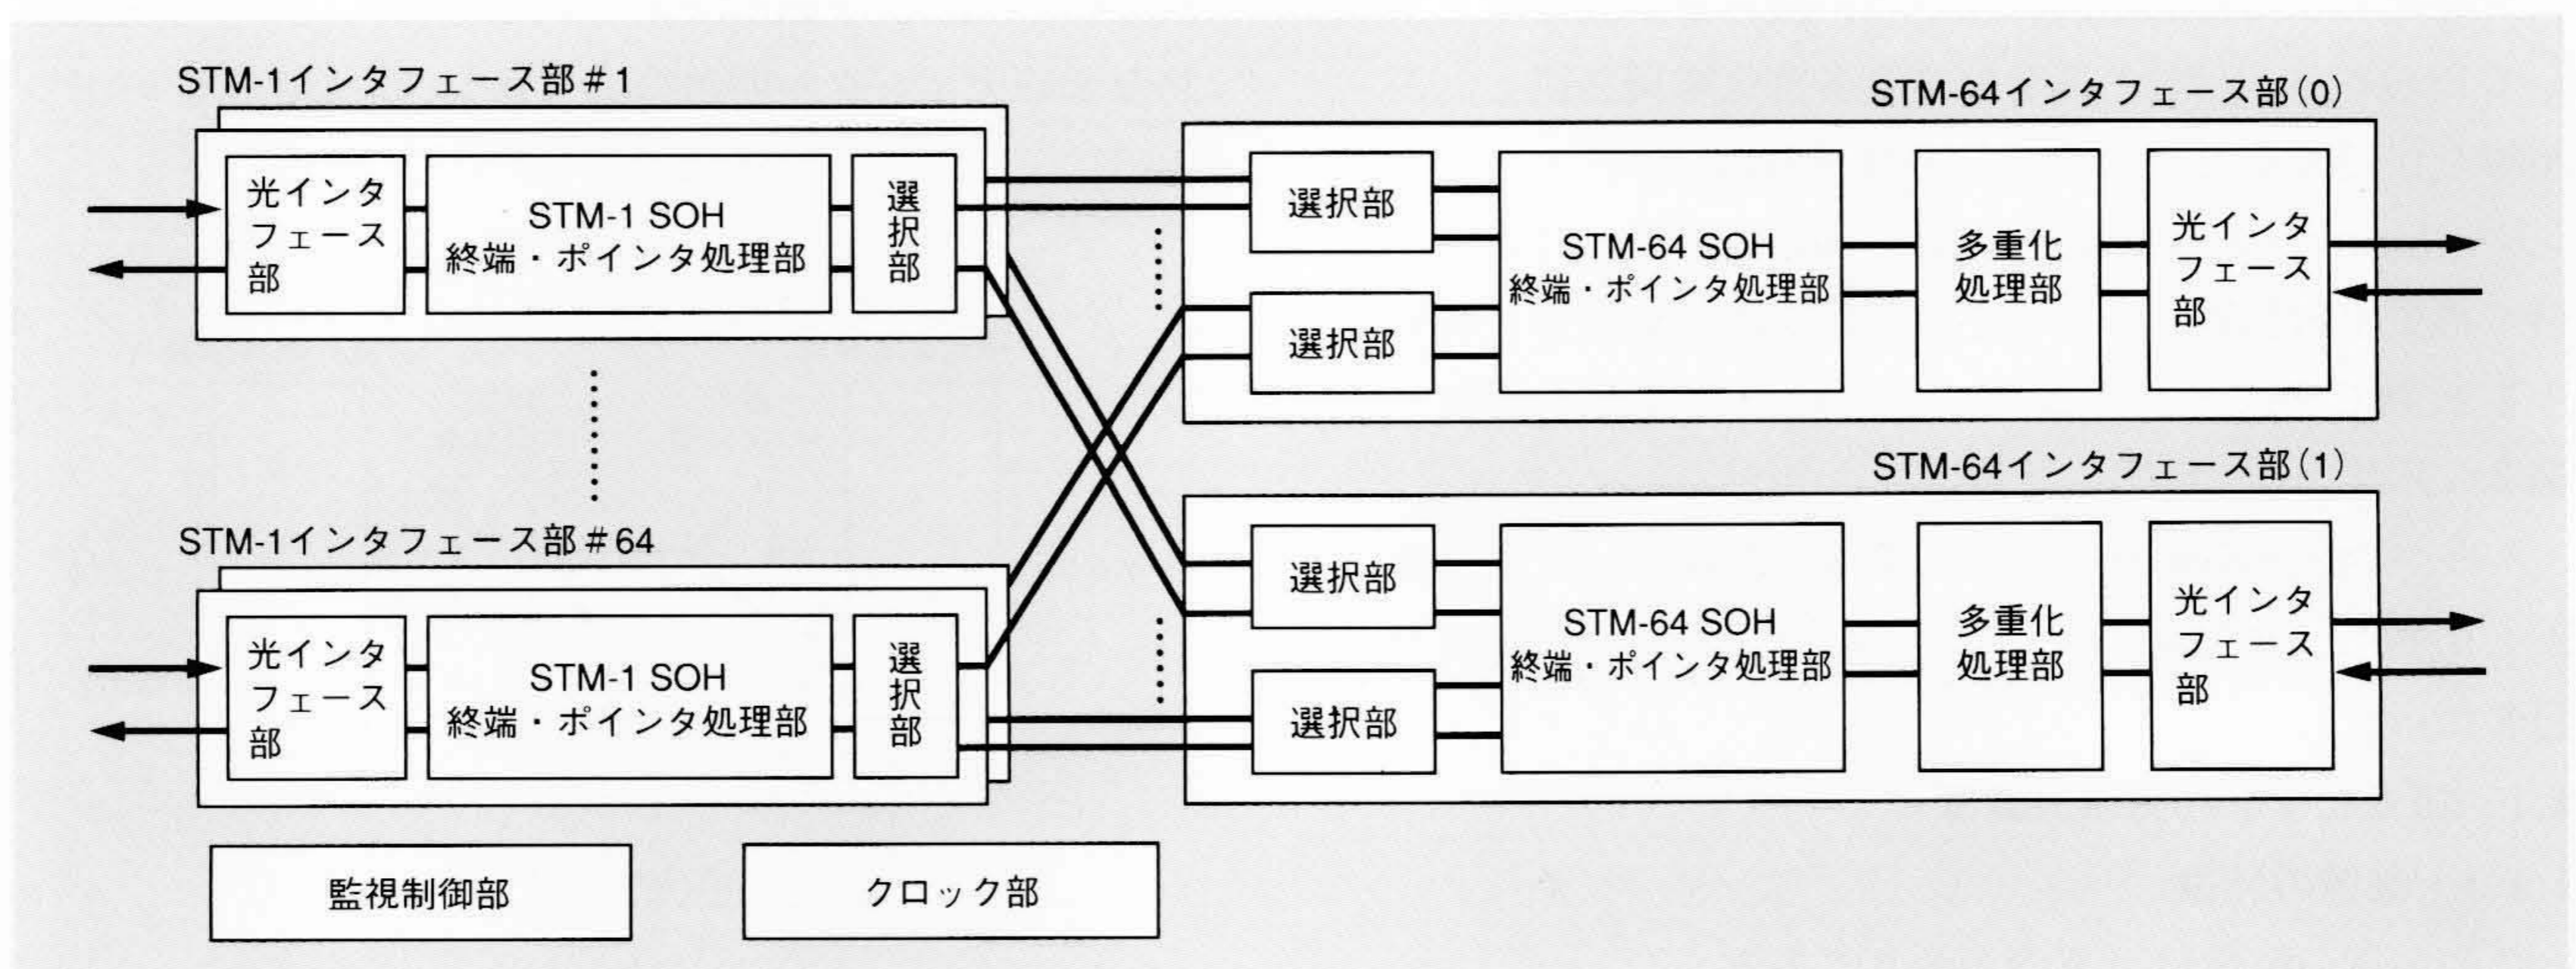 STM-1インタフェース部#1
光インタ
フェース
部
STM-1 SOH
終端・ポインタ処理部
選
択
部
STM-1インタフェース部#64
光インタ
フェース
部
STM-1 SOH
終端・ポインタ処理部
選
択
部
STM-64インタフェース部(0)
選択部
選択部
STM-64 SOH
終端・ポインタ処理部
多重化
処理部
光インタ
フェース
部
STM-64インタフェース部(1)
選択部
選択部
STM-64 SOH
終端・ポインタ処理部
多重化
処理部
光インタ
フェース
部
監視制御部
クロック部